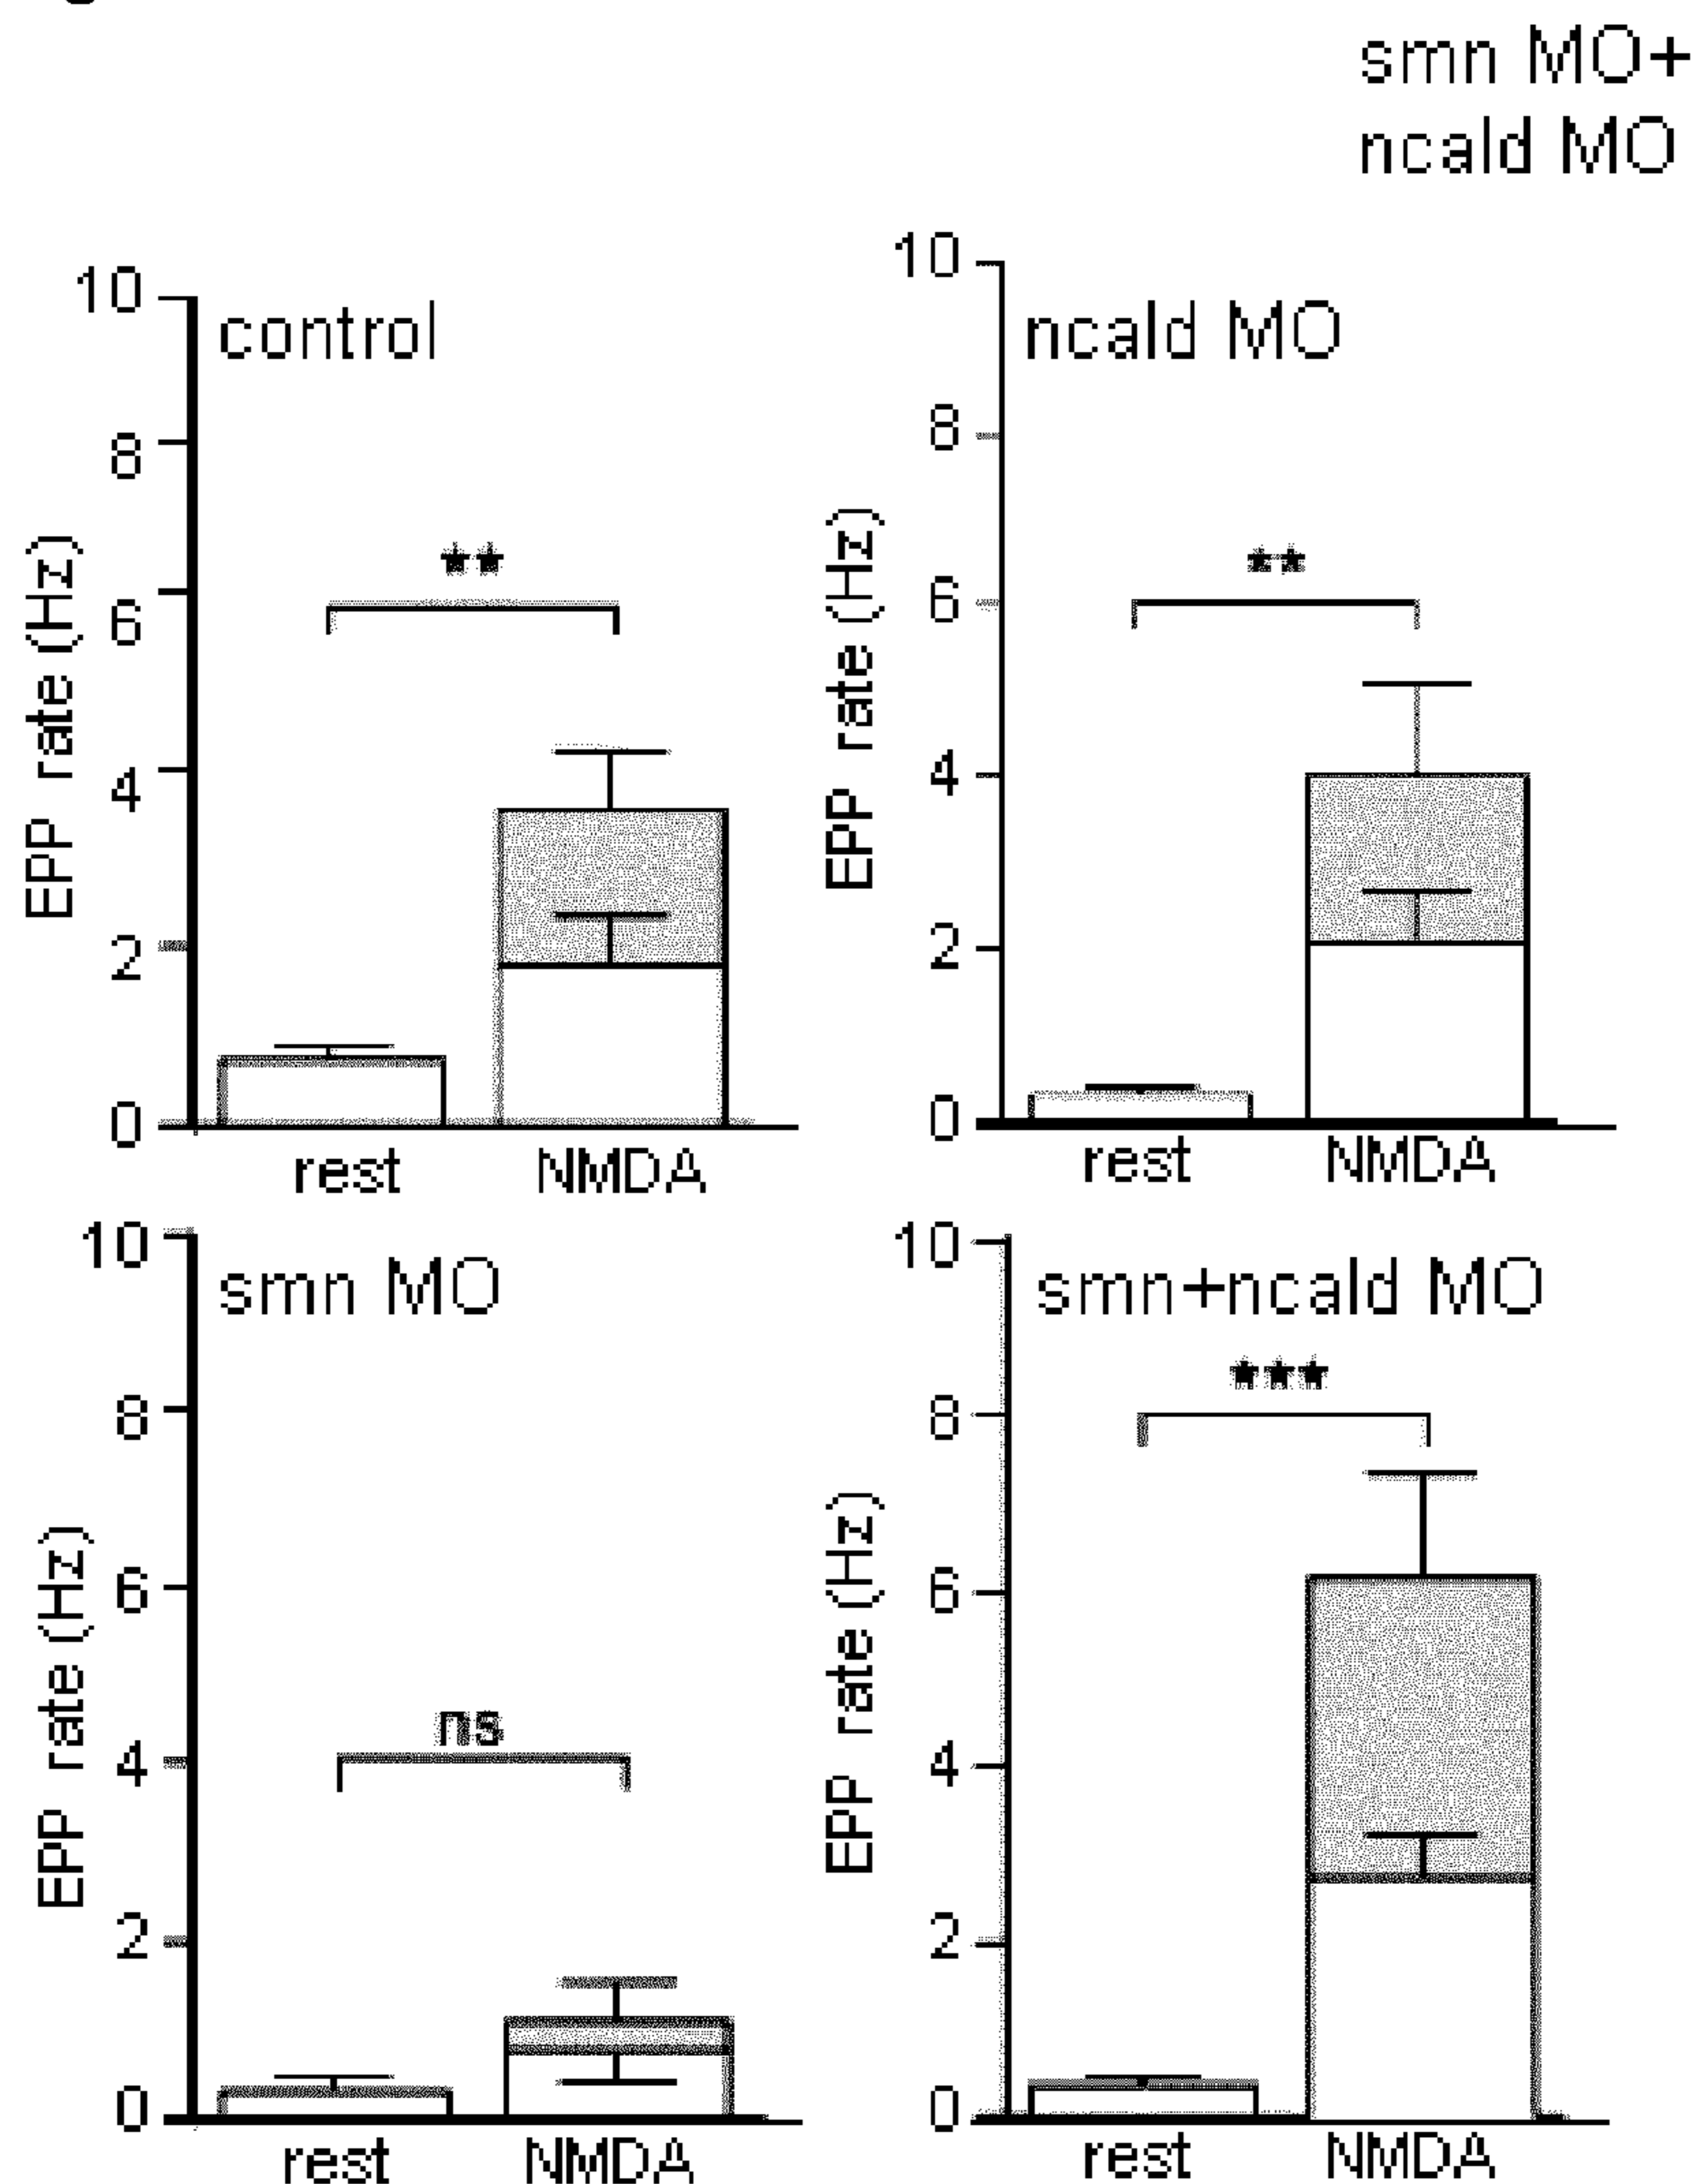 smn MO+
ncald MO
control
10
8
6
4
2
0
EPP rate (Hz)
**
rest
NMDA
ncald MO
10
8
6
4
2
0
EPP rate (Hz)
**
rest
NMDA
smn MO
10
8
6
4
2
0
EPP rate (Hz)
ns
rest
NMDA
smn+ncald MO
10
8
6
4
2
0
EPP rate (Hz)
***
rest
NMDA